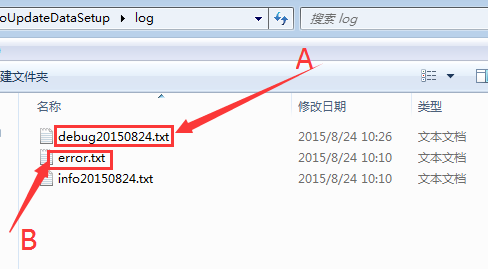 oUpdateDataSetup ▸ log
搜索 log
建文件夹
名称 修改日期 类型
A
debug20150824.txt 2015/8/24 10:26 文本文档
error.txt 2015/8/24 10:10 文本文档
info20150824.txt 2015/8/24 10:10 文本文档
B